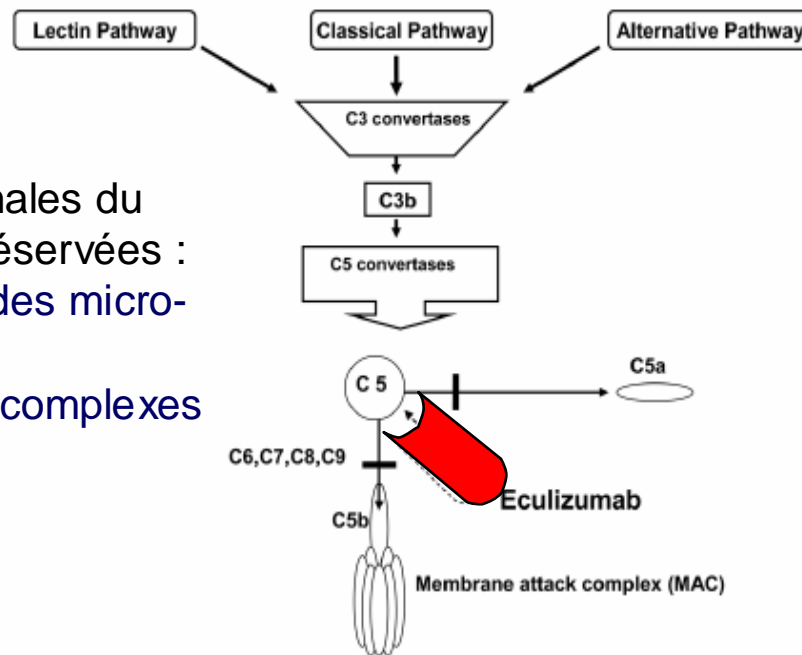 Lectin Pathway
Classical Pathway
Alternative Pathway
C3 convertases
C3b
C5 convertases
nales du
éservées :
des micro-
complexes
C 5
C5a
C6,C7,C8,C9
Eculizumab
C5b
Membrane attack complex (MAC)